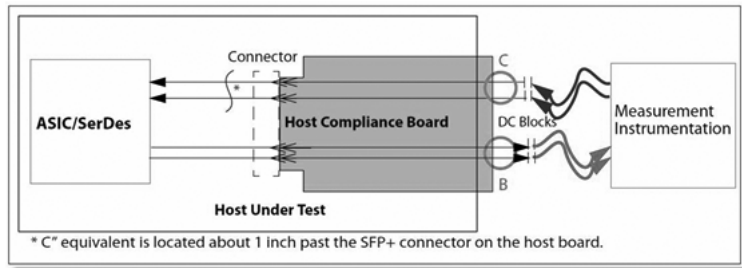 Connector
C
*
ASIC/SerDes
Host Compliance Board
DC Blocks
Measurement
Instrumentation
B
Host Under Test
* C" equivalent is located about 1 inch past the SFP+ connector on the host board.